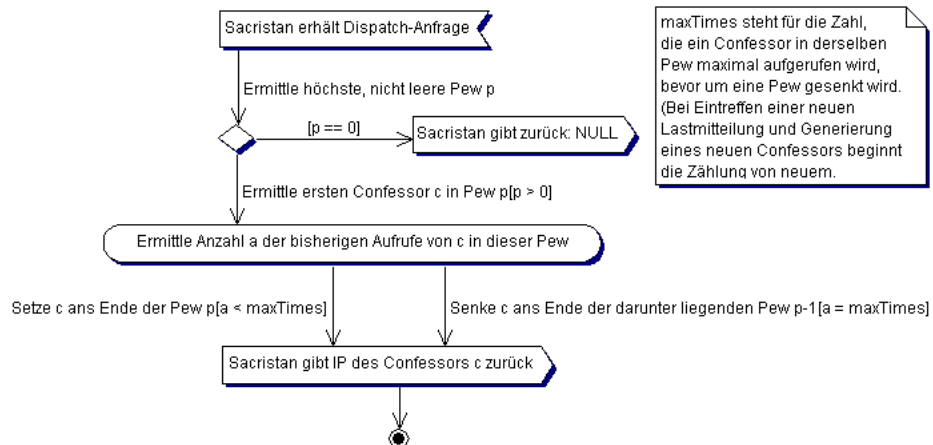 Sacristan erhält Dispatch-Anfrage
maxTimes steht für die Zahl,
die ein Confessor in derselben
Pew maximal aufgerufen wird,
bevor um eine Pew gesenkt wird.
(Bei Eintreffen einer neuen
Lastmitteilung und Generierung
eines neuen Confessors beginnt
die Zählung von neuem.
Ermittle höchste, nicht leere Pew p
[p == 0]
Sacristan gibt zurück: NULL
Ermittle ersten Confessor c in Pew p[p > 0]
Ermittle Anzahl a der bisherigen Aufrufe von c in dieser Pew
Setze c ans Ende der Pew p[a < maxTimes]
Senke c ans Ende der darunter liegenden Pew p-1[a = maxTimes]
Sacristan gibt IP des Confessors c zurück